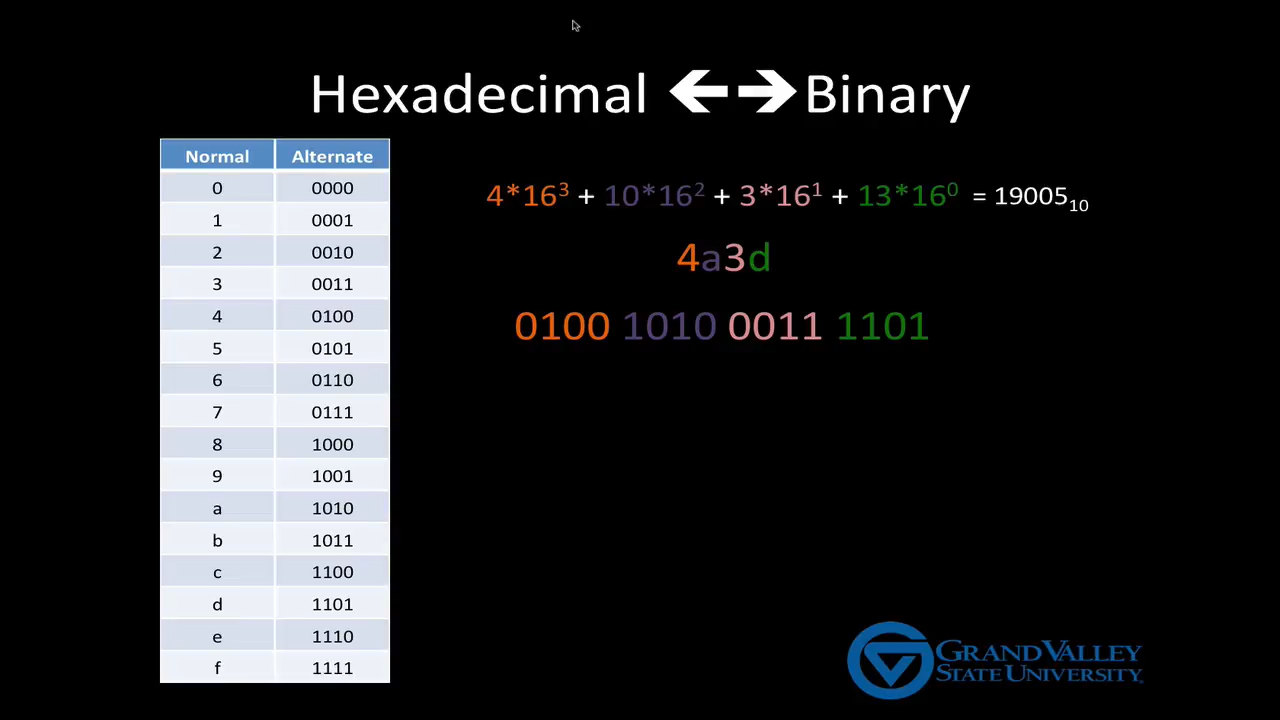 Hexadecimal 🡨🡪Binary
Normal Alternate
0 0000
1 0001
2 0010
3 0011
4 0100
5 0101
6 0110
7 0111
8 1000
9 1001
a 1010
b 1011
c 1100
d 1101
e 1110
f 1111
4*16³ + 10*16² + 3*16¹ + 13*16⁰ = 19005₁₀
4a3d
0100 1010 0011 1101
GRAND VALLEY
STATE UNIVERSITY.